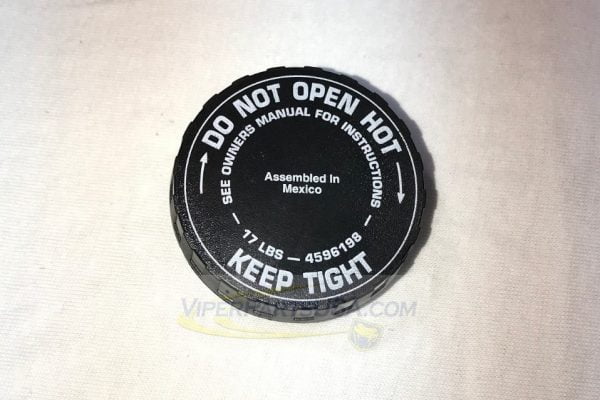 DO NOT OPEN HOT
SEE OWNERS MANUAL FOR INSTRUCTIONS
Assembled In
Mexico
17 LBS — 4596198
KEEP TIGHT
VIPERPARTSUSA.COM